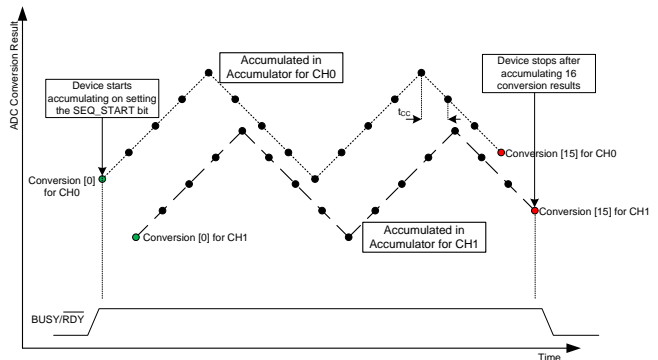 ADC Conversion Result
Accumulated in
Accumulator for CH0
Device stops after
accumulating 16
conversion results
Device starts
accumulating on setting
the SEQ_START bit
tCC
Conversion [15] for CH0
Conversion [0]
for CH0
Conversion [15] for CH1
Conversion [0] for CH1
Accumulated in
Accumulator for CH1
BUSY/RDY
Time